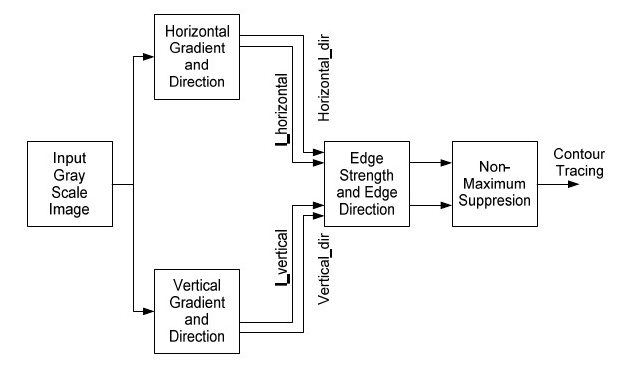 Horizontal
Gradient
and
Direction
I_horizontal
Horizontal_dir
Input
Gray
Scale
Image
Edge
Strength
and Edge
Direction
Non-
Maximum
Suppresion
Contour
Tracing
Vertical
Gradient
and
Direction
I_vertical
Vertical_dir